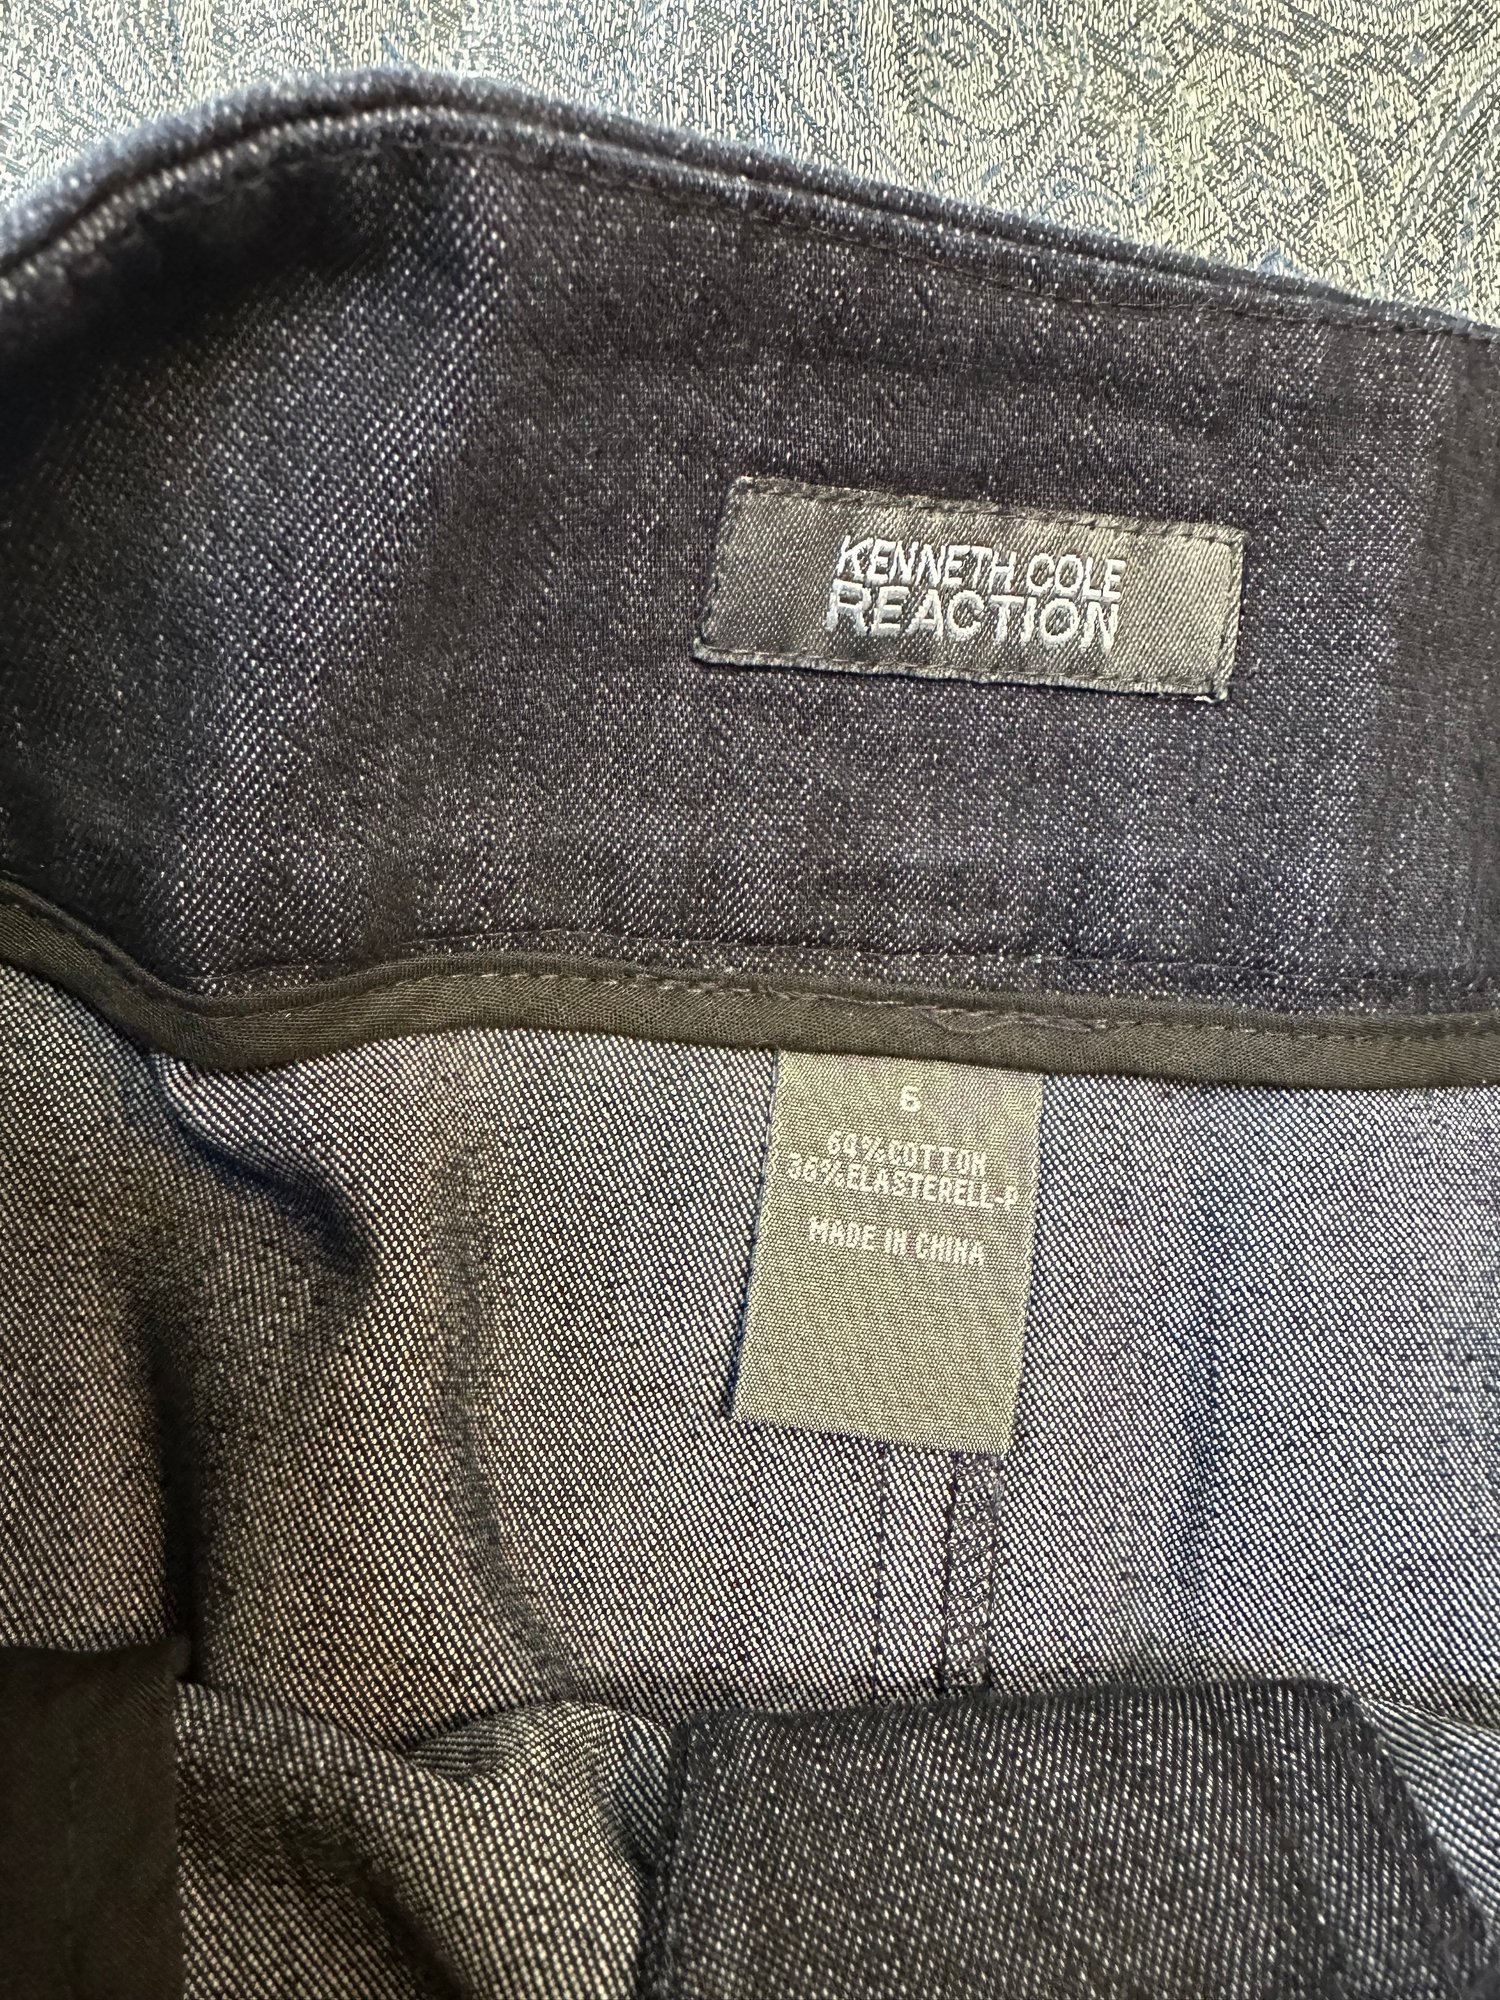 KENNETH COLE
REACTION
6
64%COTTON
36%ELASTERELL-P
MADE IN CHINA